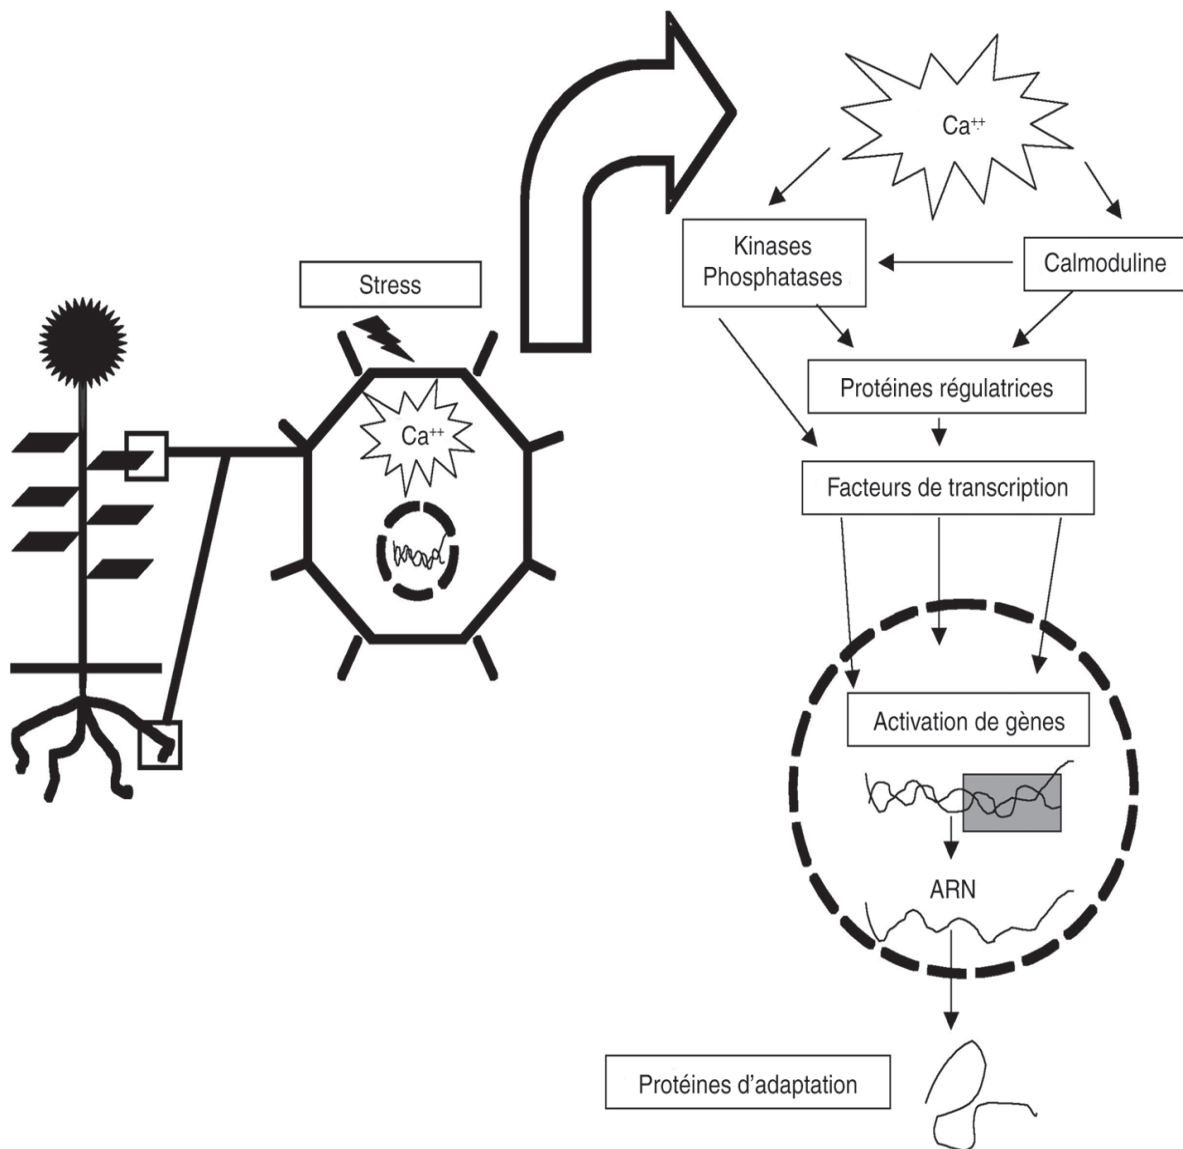 Stress
Ca++
Ca++
Kinases
Phosphatases
Calmoduline
Protéines régulatrices
Facteurs de transcription
Activation de gènes
ARN
Protéines d’adaptation